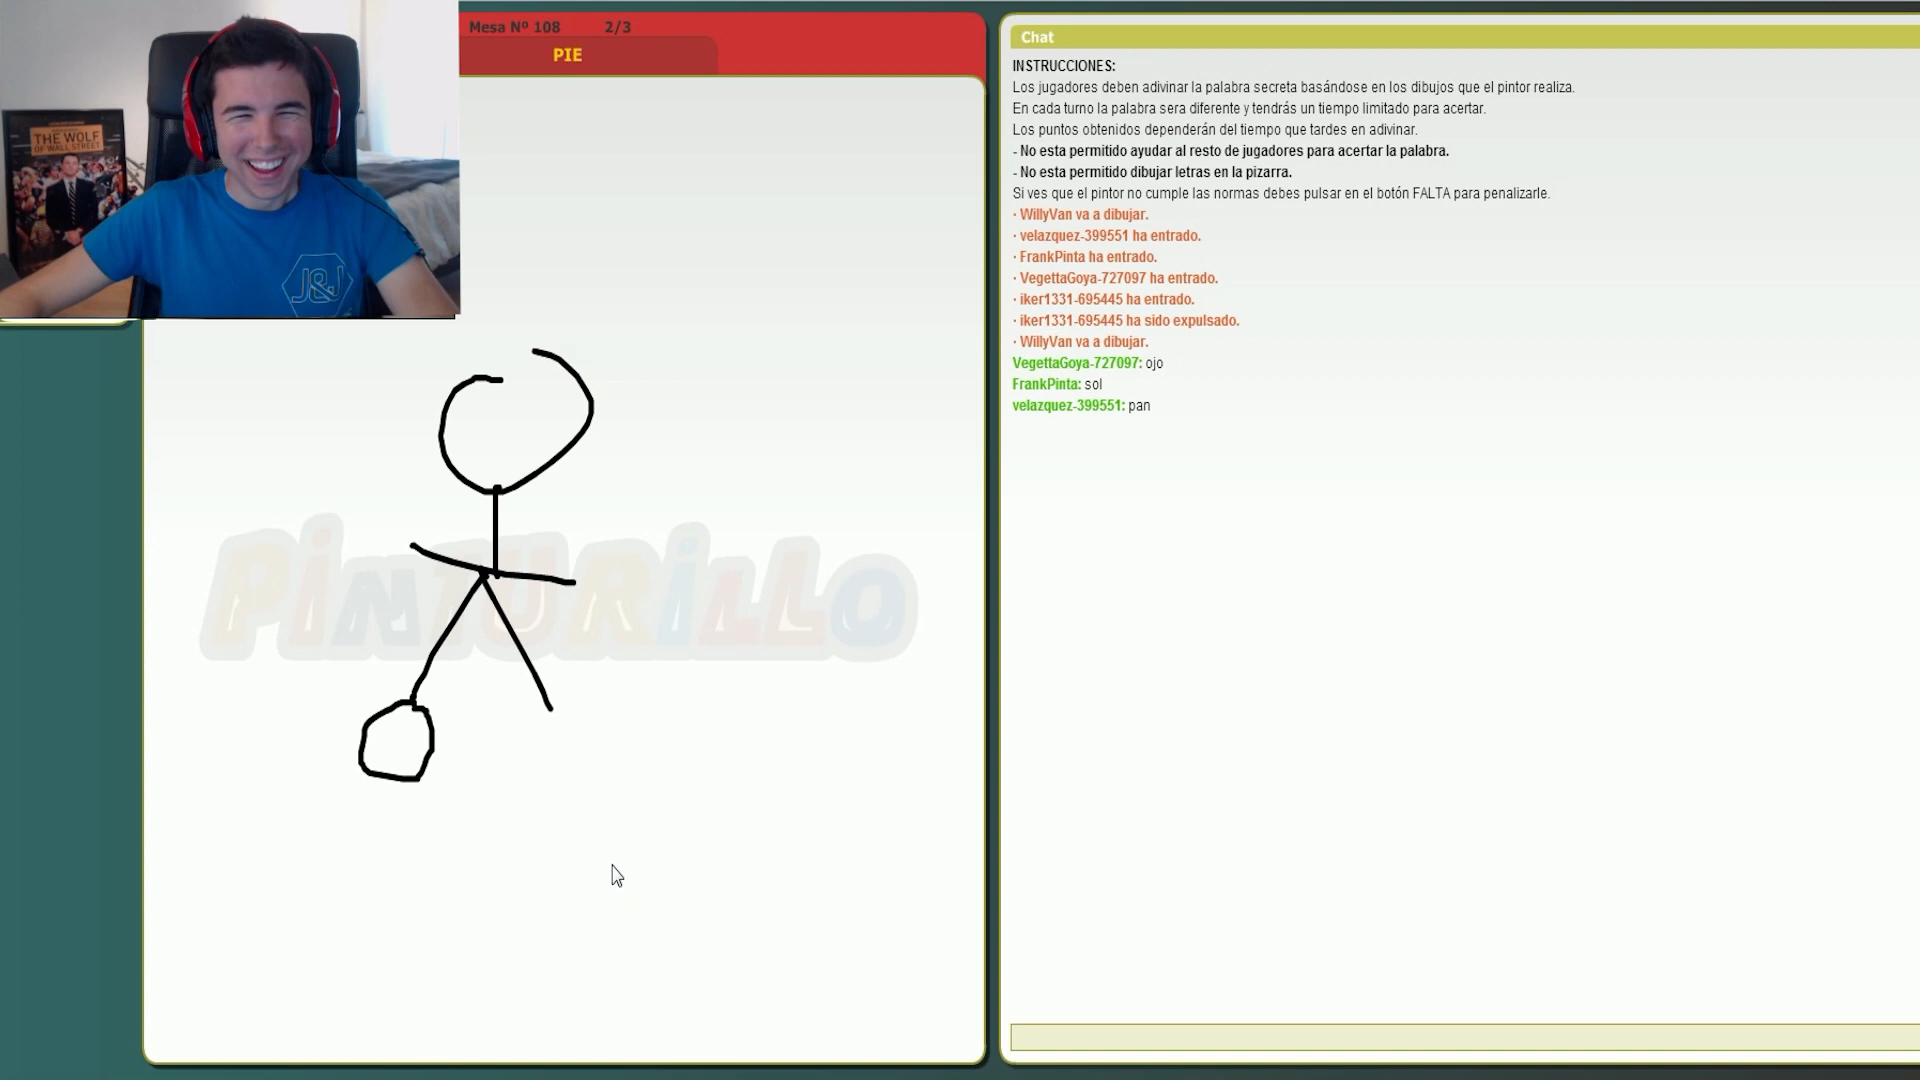 Mesa Nº 108 2/3
PIE
THE WOLF
OF WALL STREET
J&J
PiNTURiLLO
Chat
INSTRUCCIONES:
Los jugadores deben adivinar la palabra secreta basándose en los dibujos que el pintor realiza.
En cada turno la palabra sera diferente y tendrás un tiempo limitado para acertar.
Los puntos obtenidos dependerán del tiempo que tardes en adivinar.
- No esta permitido ayudar al resto de jugadores para acertar la palabra.
- No esta permitido dibujar letras en la pizarra.
Si ves que el pintor no cumple las normas debes pulsar en el botón FALTA para penalizarle.
· WillyVan va a dibujar.
· velazquez-399551 ha entrado.
· FrankPinta ha entrado.
· VegettaGoya-727097 ha entrado.
· iker1331-695445 ha entrado.
· iker1331-695445 ha sido expulsado.
· WillyVan va a dibujar.
VegettaGoya-727097: ojo
FrankPinta: sol
velazquez-399551: pan